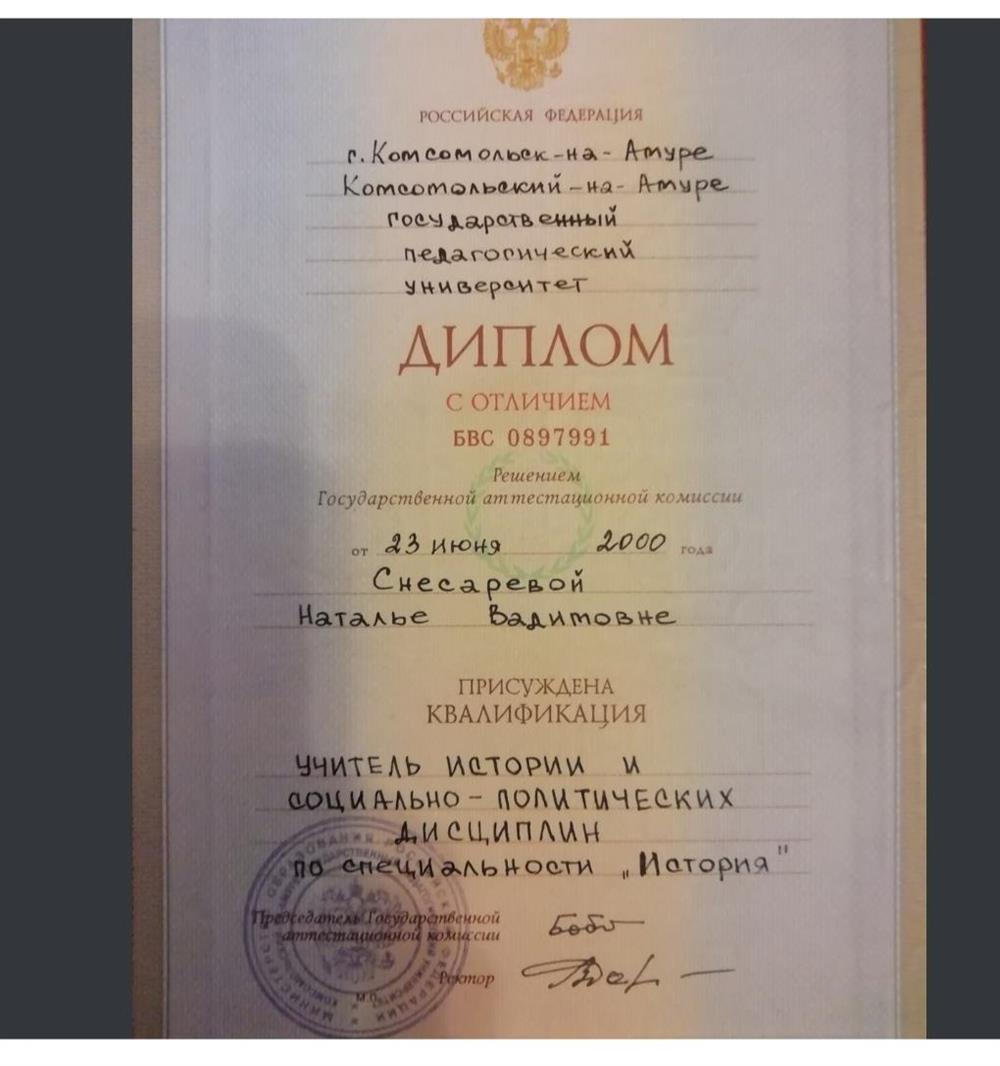 РОССИЙСКАЯ ФЕДЕРАЦИЯ
г. Комсомольск-на-Амуре
Комсомольский-на-Амуре
государственный
педагогический
университет
ДИПЛОМ
С ОТЛИЧИЕМ
БВС 0897991
Решением
Государственной аттестационной комиссии
от 23 июня 2000 года
Снесаревой
Наталье Вадимовне
ПРИСУЖДЕНА
КВАЛИФИКАЦИЯ
УЧИТЕЛЬ ИСТОРИИ И
СОЦИАЛЬНО-ПОЛИТИЧЕСКИХ
ДИСЦИПЛИН
по специальности „История"
Председатель Государственной
аттестационной комиссии
Ректор
М.П.